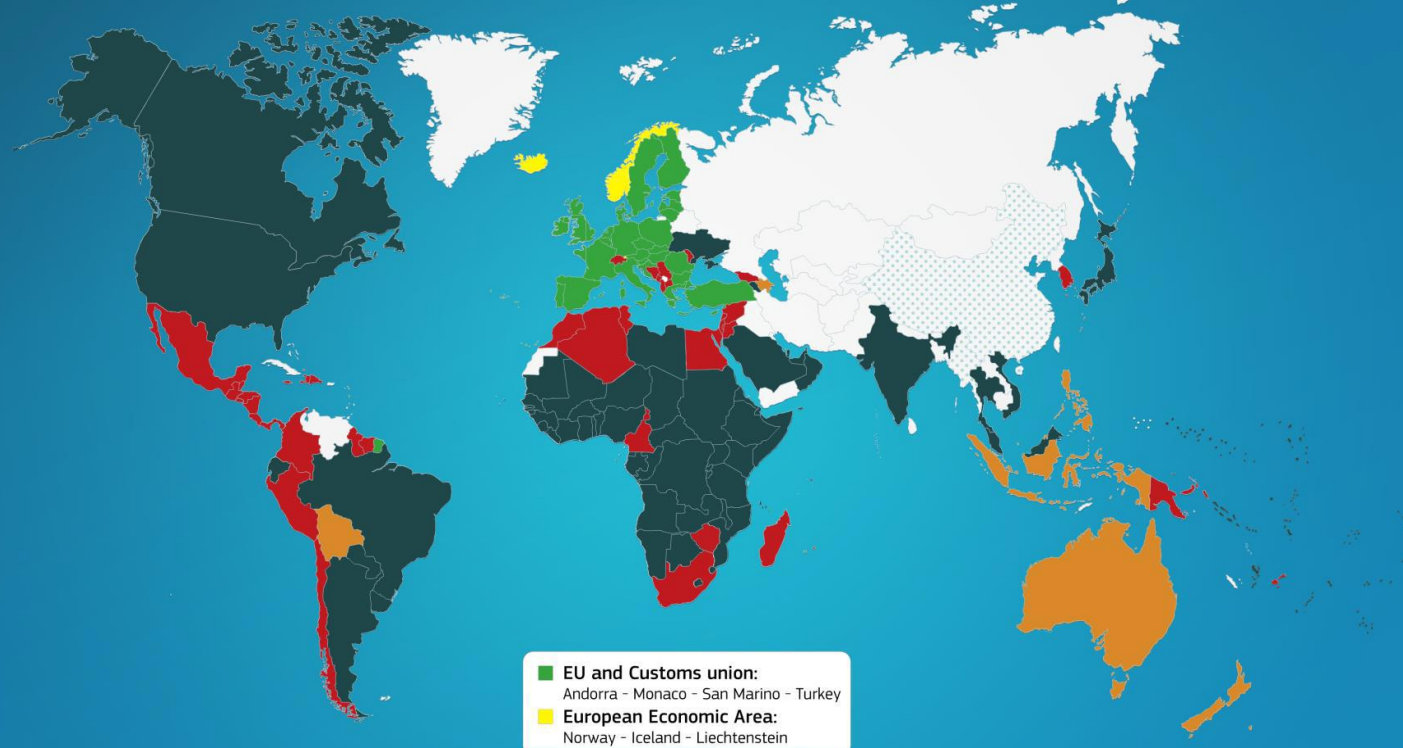 EU and Customs union:
Andorra - Monaco - San Marino - Turkey
European Economic Area:
Norway - Iceland - Liechtenstein